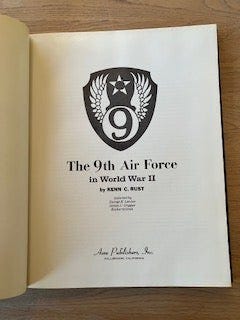 9
The 9th Air Force
in World War II
by KENN C. RUST
Aero Publishers, Inc.
FALLBROOK, CALIFORNIA